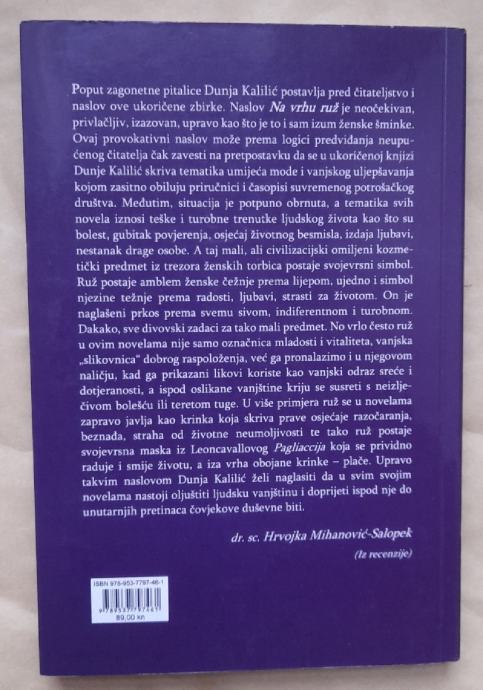 Poput zagonetne pitalice Dunja Kalilić postavlja pred čitateljstvo i
naslov ove ukoričene zbirke. Naslov Na vrhu ruž je neočekivan,
privlačljiv, izazovan, upravo kao što je to i sam izum ženske šminke.
Ovaj provokativni naslov može prema logici predviđanja neupu-
ćenog čitatelja čak zavesti na pretpostavku da se u ukoričenoj knjizi
Dunje Kalilić skriva tematika umijeća mode i vanjskog uljepšavanja
kojom zasitno obiluju priručnici i časopisi suvremenog potrošačkog
društva. Međutim, situacija je potpuno obrnuta, a tematika svih
novela iznosi teške i turobne trenutke ljudskog života kao što su
bolest, gubitak povjerenja, osjećaj životnog besmisla, izdaja ljubavi,
nestanak drage osobe. A taj mali, ali civilizacijski omiljeni kozme-
tički predmet iz trezora ženskih torbica postaje svojevrsni simbol.
Ruž postaje amblem ženske čežnje prema lijepom, ujedno i simbol
njezine težnje prema radosti, ljubavi, strasti za životom. On je
naglašeni prkos prema svemu sivom, indiferentnom i turobnom.
Dakako, sve divovski zadaci za tako mali predmet. No vrlo često ruž
u ovim novelama nije samo označnica mladosti i vitaliteta, vanjska
„slikovnica” dobrog raspoloženja, već ga pronalazimo i u njegovom
naličju, kad ga prikazani likovi koriste kao vanjski odraz sreće i
dotjeranosti, a ispod oslikane vanjštine kriju se susreti s neizlje-
čivom bolešću ili teretom tuge. U više primjera ruž se u novelama
zapravo javlja kao krinka koja skriva prave osjećaje razočaranja,
beznađa, straha od životne neumoljivosti te tako ruž postaje
svojevrsna maska iz Leoncavallovog Pagliaccija koja se prividno
raduje i smije životu, a iza vrha obojane krinke – plače. Upravo
takvim naslovom Dunja Kalilić želi naglasiti da u svim svojim
novelama nastoji oljuštiti ljudsku vanjštinu i doprijeti ispod nje do
unutarnjih pretinaca čovjekove duševne biti.
dr. sc. Hrvojka Mihanović-Salopek
(Iz recenzije)
ISBN 978-953-7797-46-1
9 789537 797461
89,00 kn